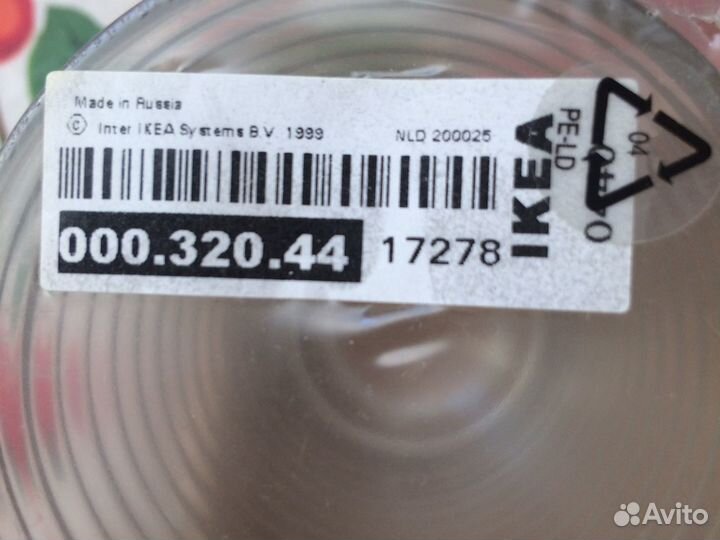 Made in Russia
© Inter IKEA Systems B.V. 1999
NLD 200025
000.320.44
17278
IKEA
PE-LD
04
Avito